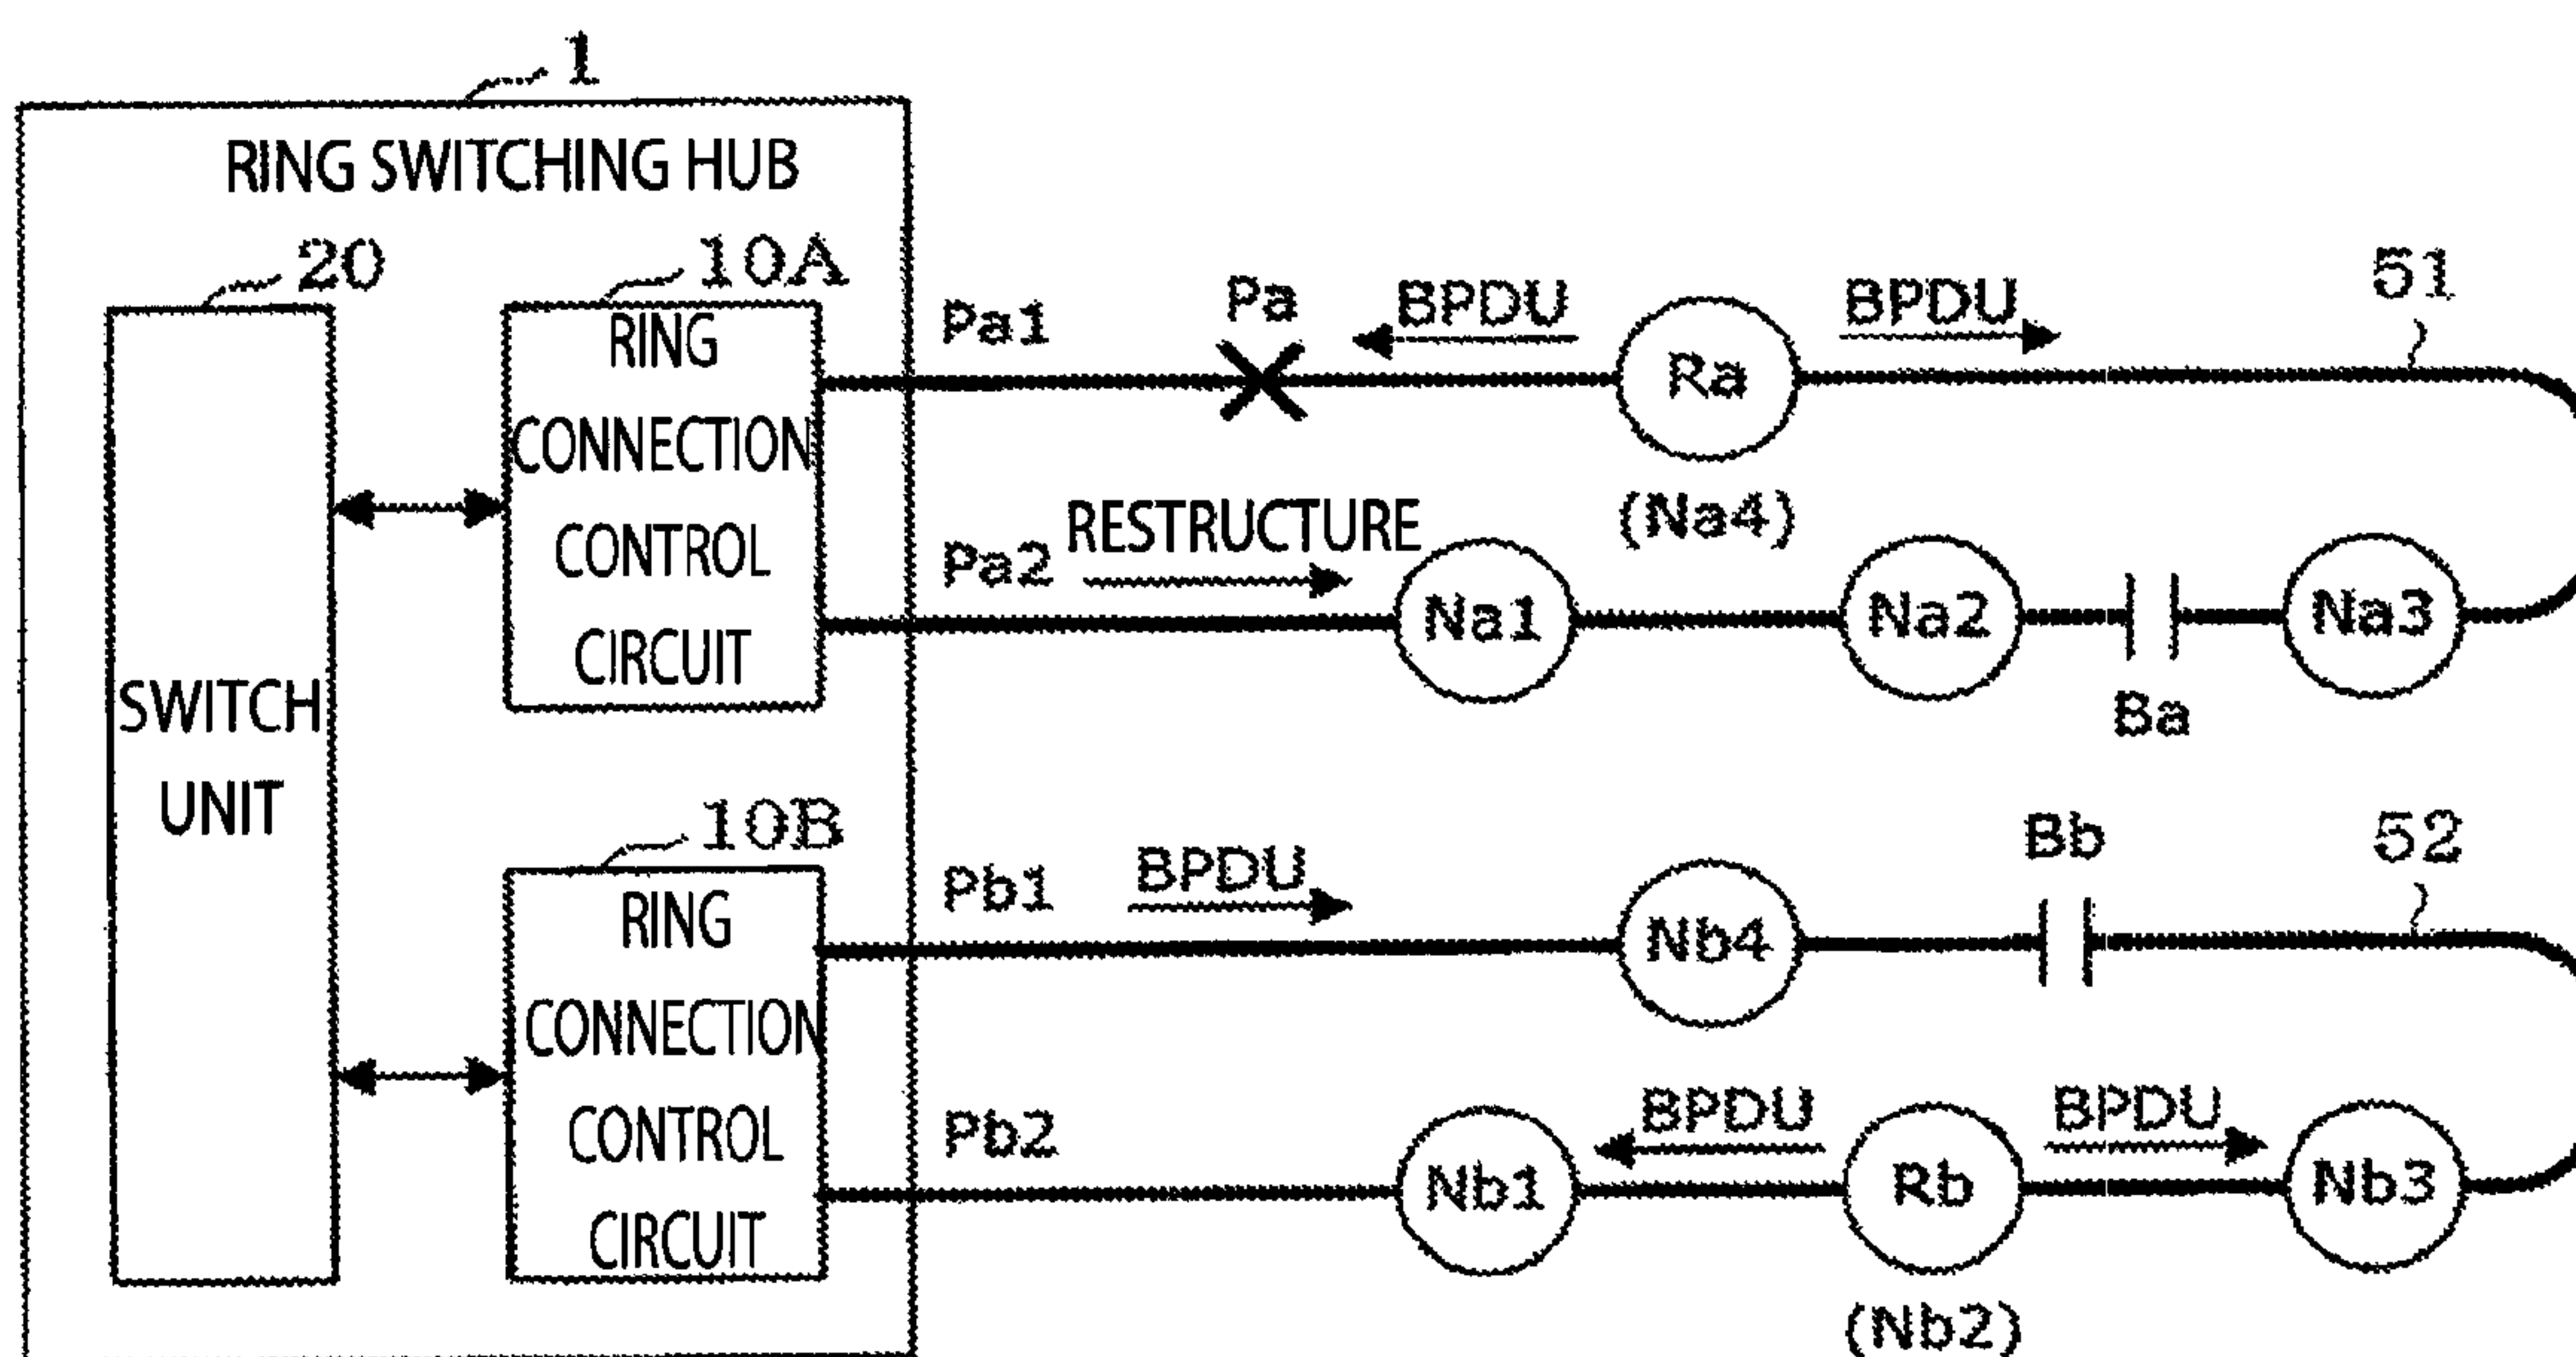 1
RING SWITCHING HUB
20
10A
SWITCH
UNIT
RING
CONNECTION
CONTROL
CIRCUIT
Pa1
Pa
BPDU
Ra
(Na4)
BPDU
51
Pa2
RESTRUCTURE
Na1
Na2
Ba
Na3
10B
RING
CONNECTION
CONTROL
CIRCUIT
Pb1
BPDU
Nb4
Bb
52
Pb2
Nb1
BPDU
Rb
(Nb2)
BPDU
Nb3